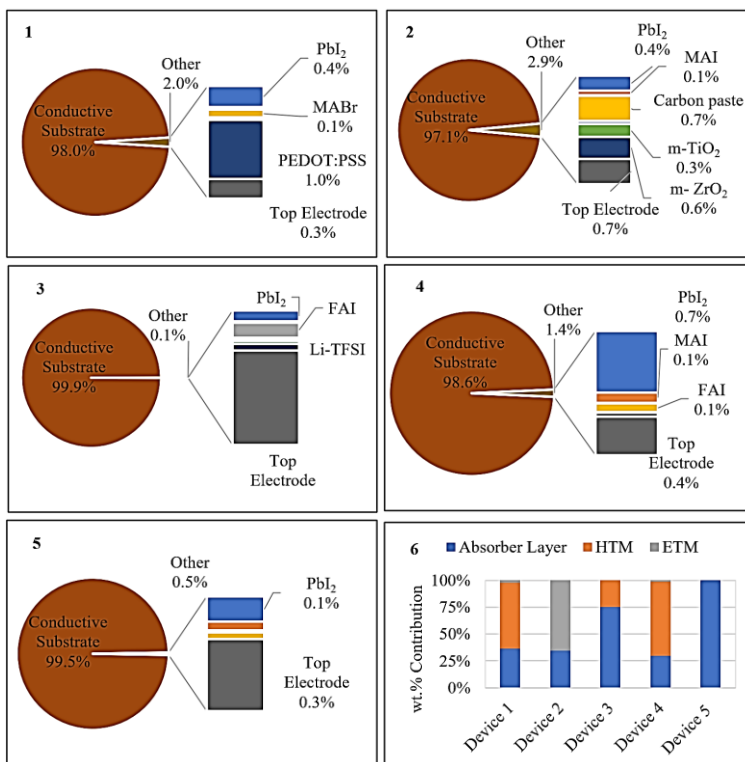 1
Other
2.0%
Conductive
Substrate
98.0%
PbI₂
0.4%
MABr
0.1%
PEDOT:PSS
1.0%
Top Electrode
0.3%
2
Other
2.9%
Conductive
Substrate
97.1%
PbI₂
0.4%
MAI
0.1%
Carbon paste
0.7%
m-TiO₂
0.3%
m- ZrO₂
0.6%
Top Electrode
0.7%
3
Other
0.1%
Conductive
Substrate
99.9%
PbI₂
FAI
Li-TFSI
Top
Electrode
4
Other
1.4%
Conductive
Substrate
98.6%
PbI₂
0.7%
MAI
0.1%
FAI
0.1%
Top
Electrode
0.4%
5
Other
0.5%
Conductive
Substrate
99.5%
PbI₂
0.1%
Top
Electrode
0.3%
6
Absorber Layer HTM ETM
wt.% Contribution
100%
75%
50%
25%
0%
Device 1
Device 2
Device 3
Device 4
Device 5